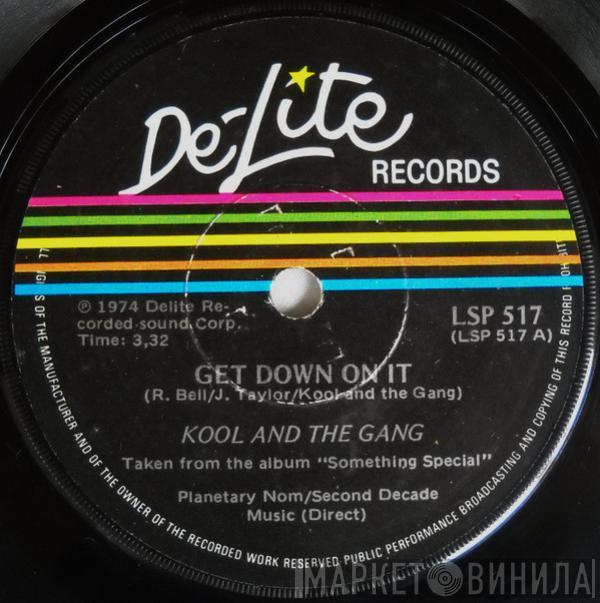 De-Lite
RECORDS
℗ 1974 Delite Re-
corded sound Corp.
Time: 3,32
LSP 517
(LSP 517 A)
GET DOWN ON IT
(R. Bell/J. Taylor/Kool and the Gang)
KOOL AND THE GANG
Taken from the album "Something Special"
Planetary Nom/Second Decade
Music (Direct)
OF THE MANUFACTURER AND OF THE OWNER OF THE RECORDED WORK RESERVED PUBLIC PERFORMANCE BROADCASTING AND COPYING OF THIS RECORD
МАРКЕТ ВИНИЛА